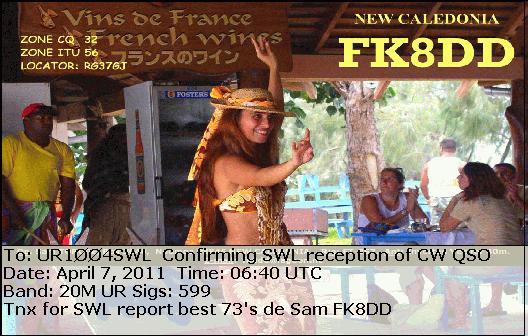 Vins de France
French wines
フランスのワイン
ZONE CQ 32
ZONE ITU 56
LOCATOR: RG37GJ
NEW CALEDONIA
FK8DD
FOSTERS
To: UR1ØØ4SWL Confirming SWL reception of CW QSO
Date: April 7, 2011 Time: 06:40 UTC
Band: 20M UR Sigs: 599
Tnx for SWL report best 73's de Sam FK8DD